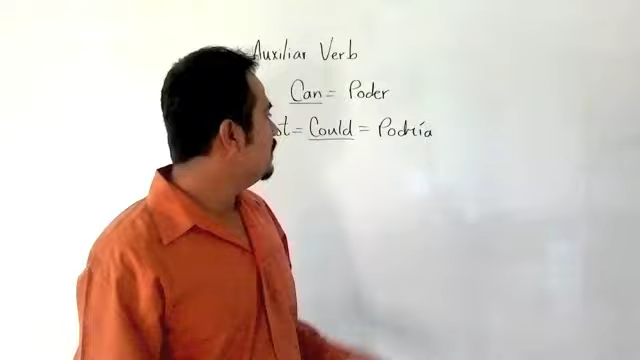 Auxiliar Verb
Can = Poder
= Could = Podría